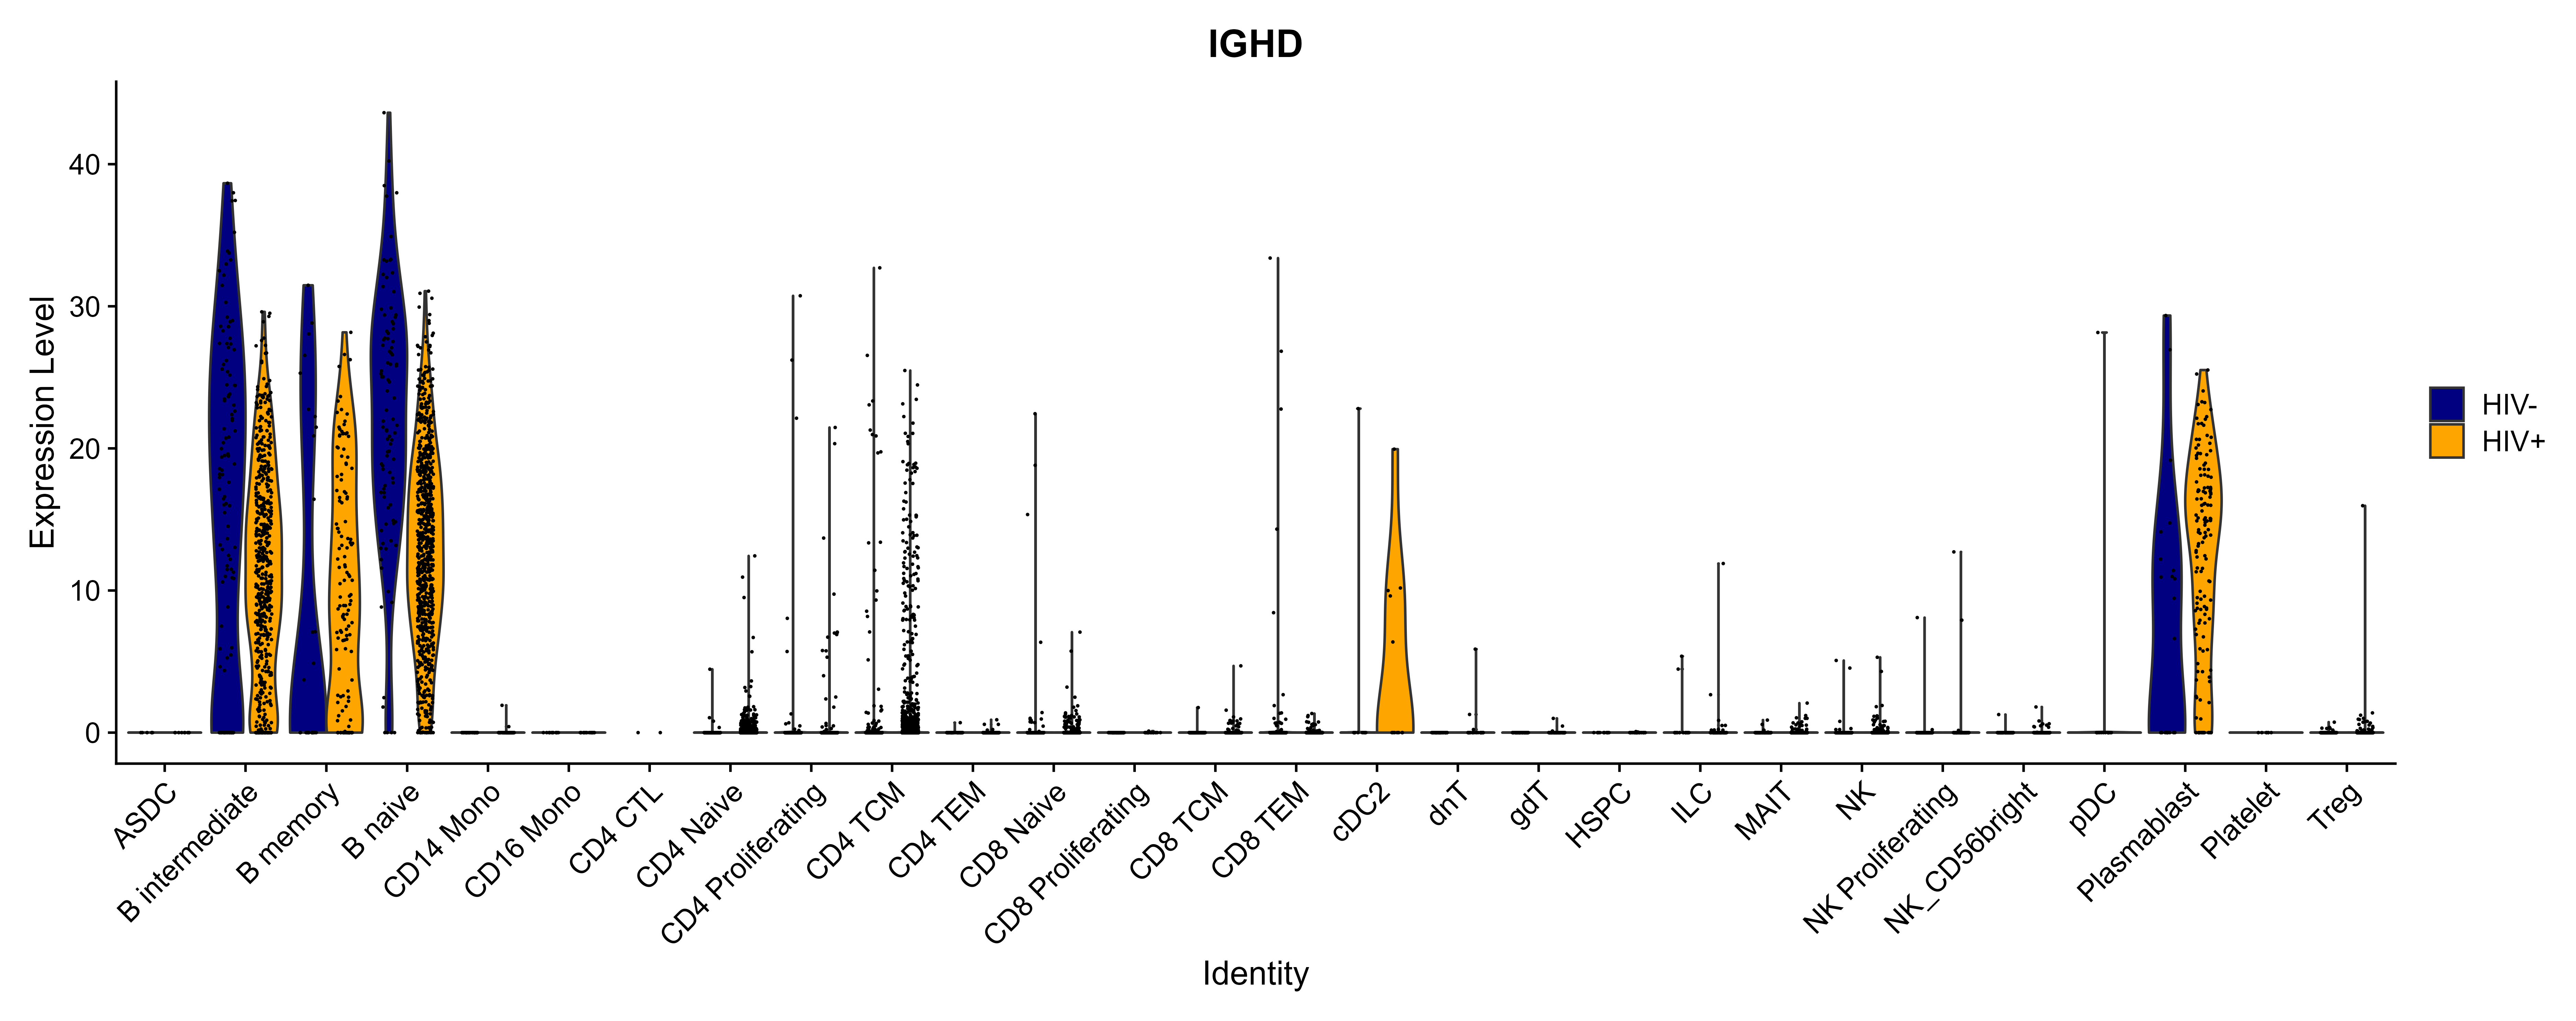 IGHD
Expression Level
40
30
20
10
0
ASDC
B intermediate
B memory
B naive
CD14 Mono
CD16 Mono
CD4 CTL
CD4 Naive
CD4 Proliferating
CD4 TCM
CD4 TEM
CD8 Naive
CD8 Proliferating
CD8 TCM
CD8 TEM
cDC2
dnT
gdT
HSPC
ILC
MAIT
NK
NK Proliferating
NK_CD56bright
pDC
Plasmablast
Platelet
Treg
Identity
HIV-
HIV+